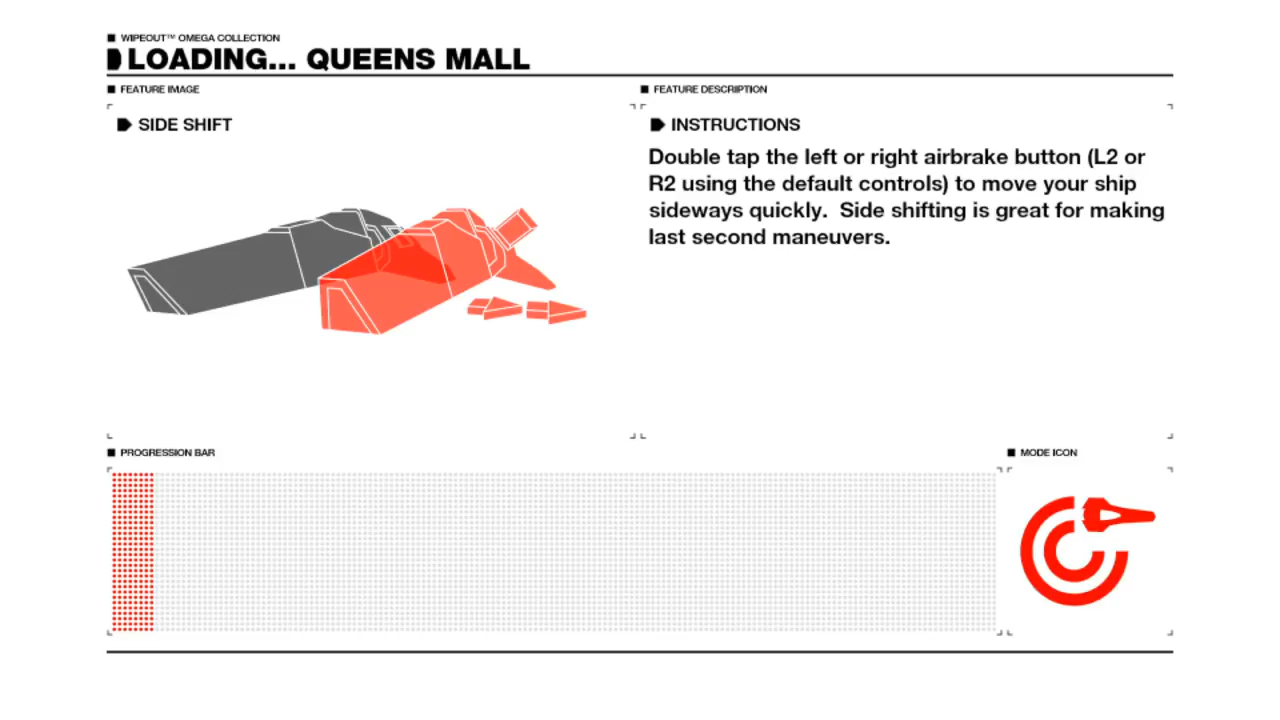 WIPEOUT™ OMEGA COLLECTION
LOADING... QUEENS MALL
FEATURE IMAGE
SIDE SHIFT
FEATURE DESCRIPTION
INSTRUCTIONS
Double tap the left or right airbrake button (L2 or
R2 using the default controls) to move your ship
sideways quickly.  Side shifting is great for making
last second maneuvers.
PROGRESSION BAR
MODE ICON